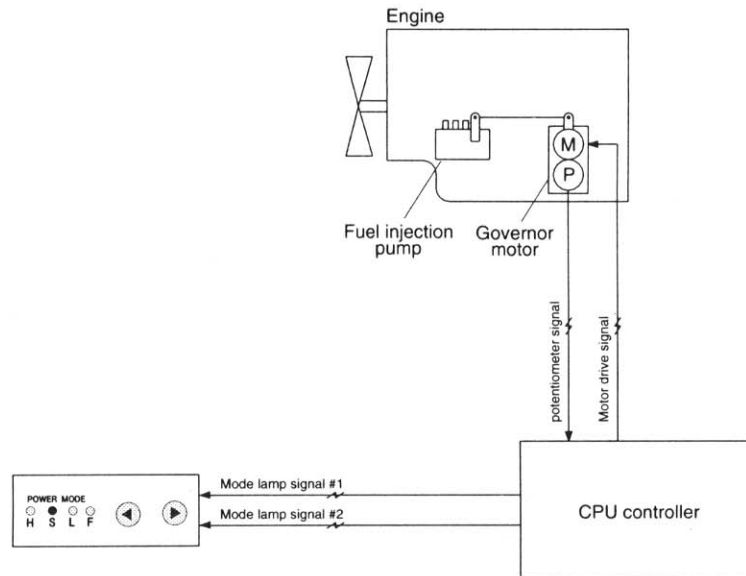 Engine
M
P
Fuel injection
pump
Governor
motor
potentiometer signal
Motor drive signal
Mode lamp signal #1
Mode lamp signal #2
POWER MODE
H S L F
CPU controller